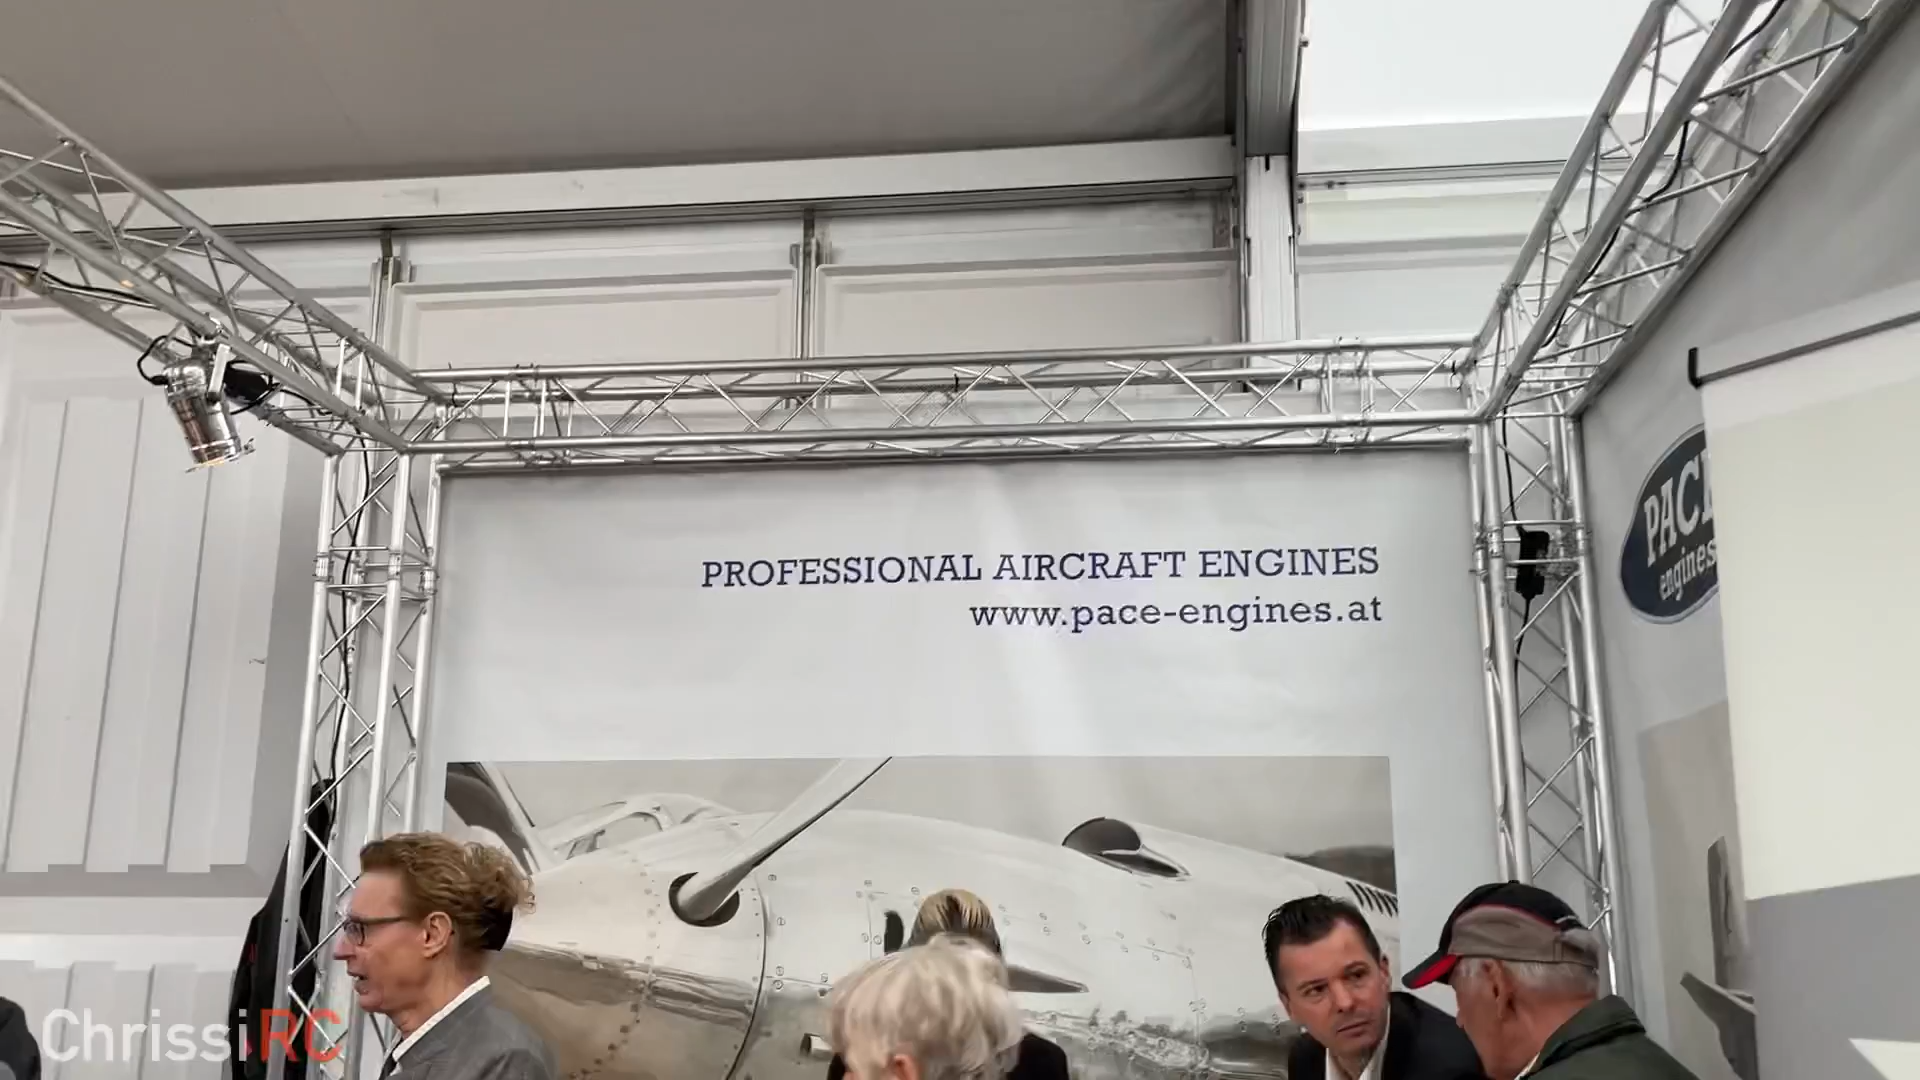 PROFESSIONAL AIRCRAFT ENGINES
www.pace-engines.at
engines
ChrissiRC